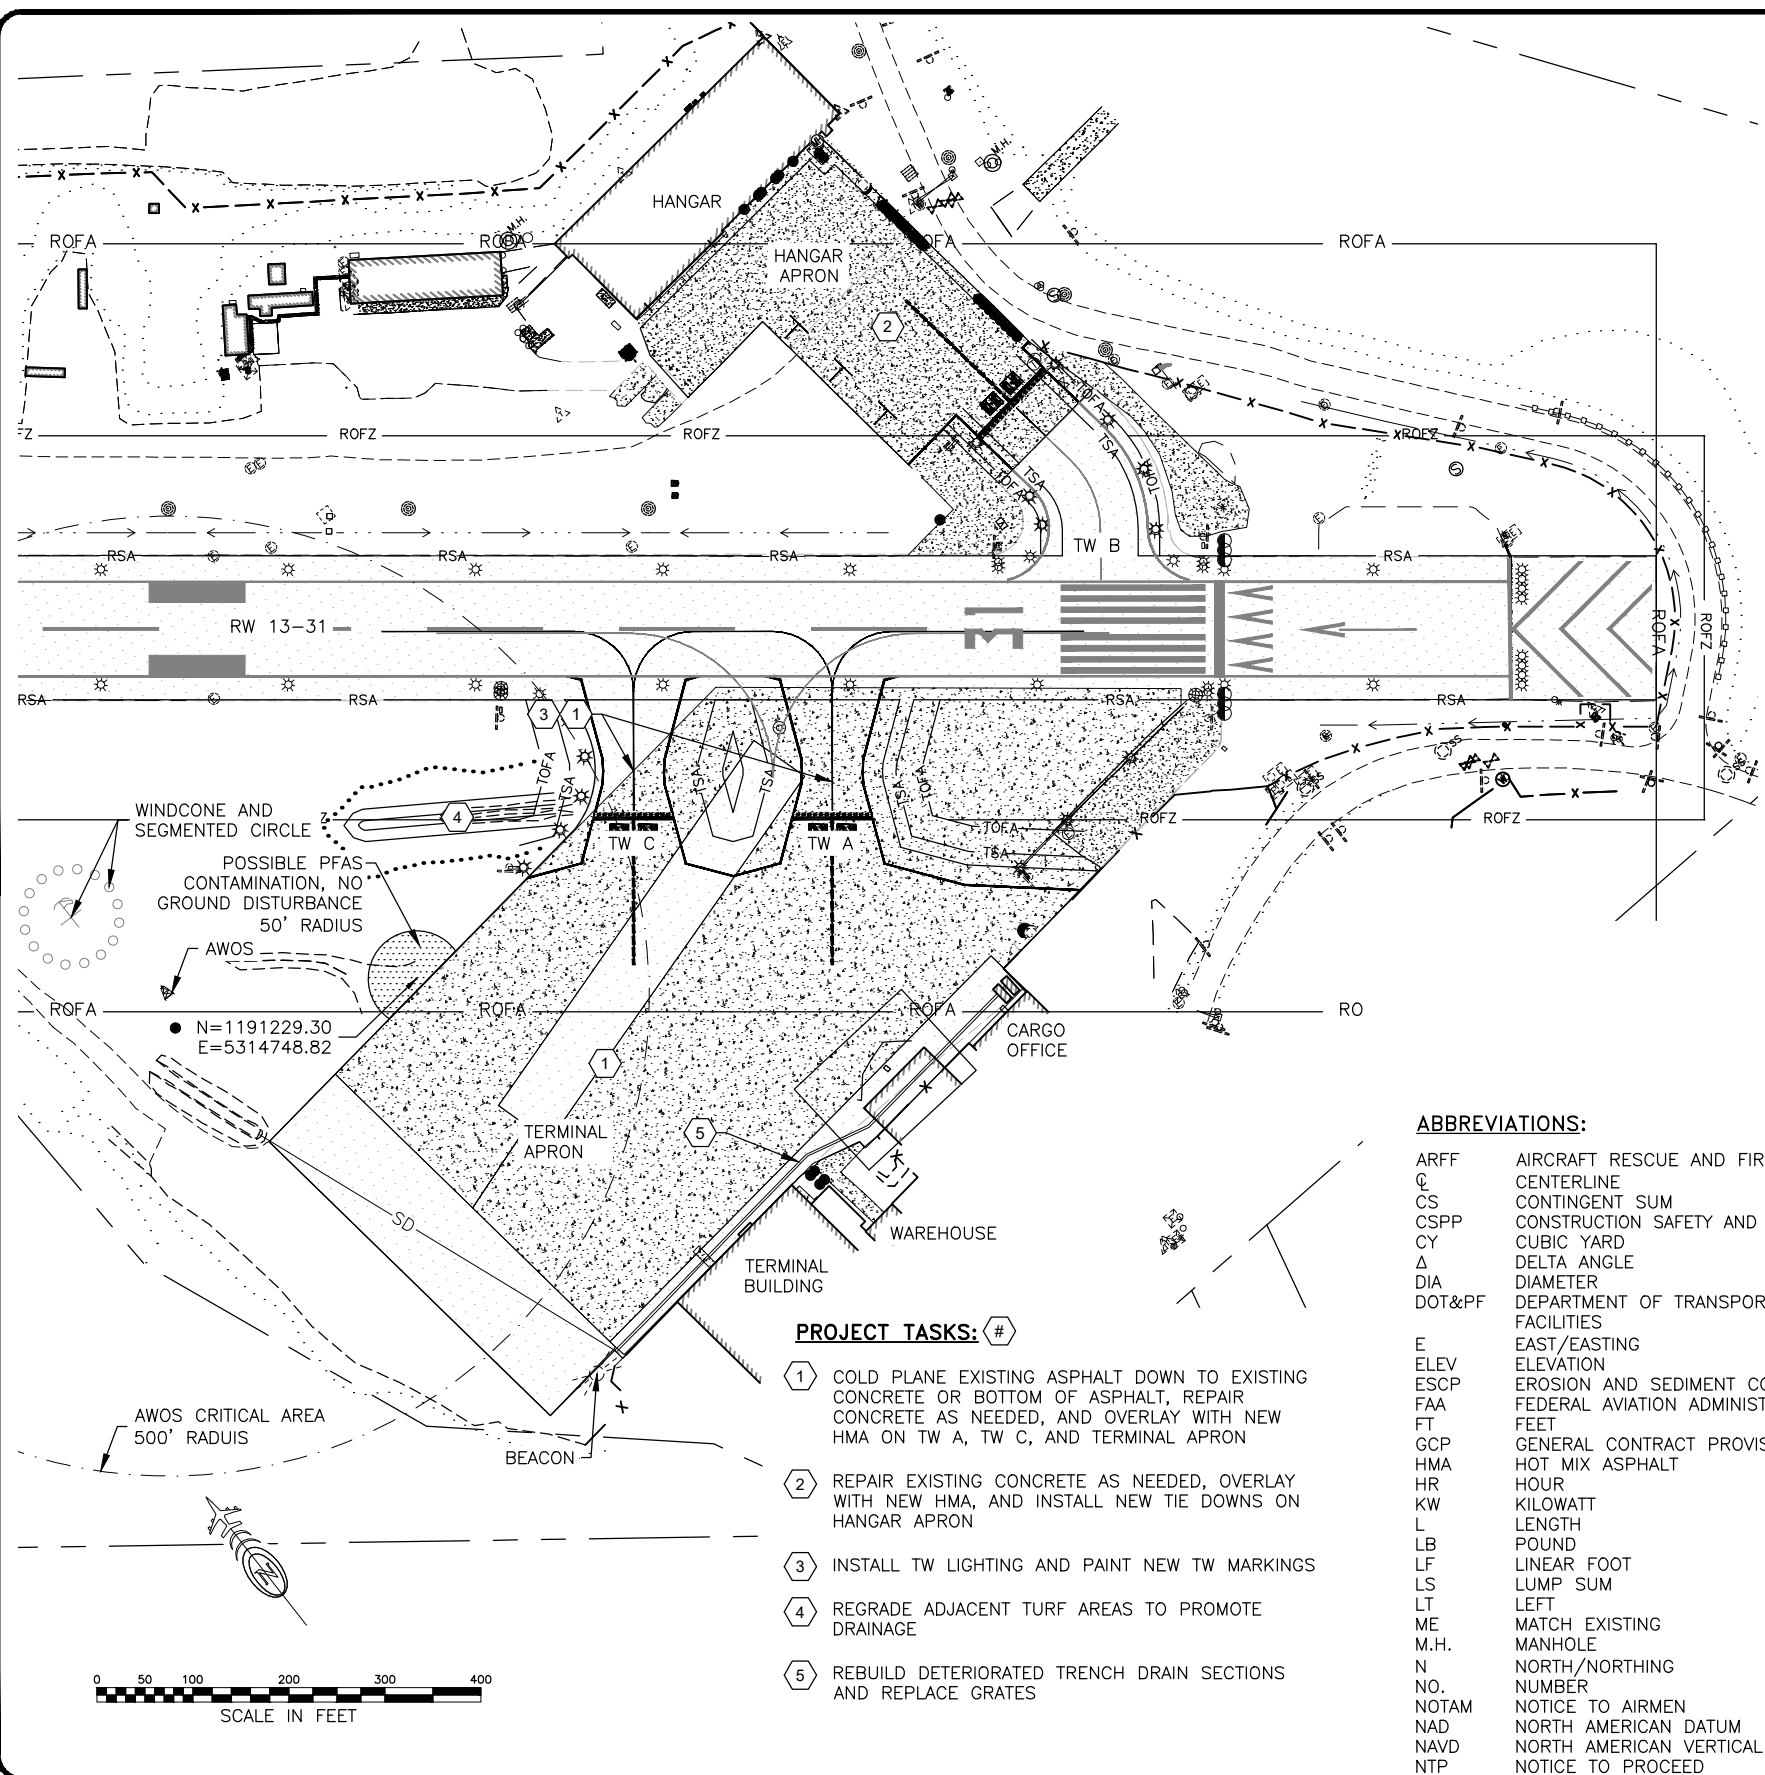 M.H.
HANGAR
M.H.
ROFA
ROFA
OFA
ROFA
HANGAR
APRON
2
TOFA
FZ
ROFZ
ROFZ
ROFZ
TSA
TSA
TOFA
TOFA
TW B
RSA
RSA
RSA
RSA
RSA
RW 13-31
ROFA
ROFZ
RSA
RSA
RSA
RSA
3
1
TOFA
TSA
TSA
TSA
TSA
TOFA
WINDCONE AND
SEGMENTED CIRCLE
4
TOFA
ROFZ
ROFZ
TW C
TW A
TSA
POSSIBLE PFAS
CONTAMINATION, NO
GROUND DISTURBANCE
50' RADIUS
AWOS
ROFA
ROFA
ROFA
RO
N=1191229.30
E=5314748.82
CARGO
OFFICE
1
TERMINAL
APRON
5
SD
WAREHOUSE
TERMINAL
BUILDING
BEACON
AWOS CRITICAL AREA
500' RADUIS
N
0 50 100 200 300 400
SCALE IN FEET
PROJECT TASKS: #
1 COLD PLANE EXISTING ASPHALT DOWN TO EXISTING
CONCRETE OR BOTTOM OF ASPHALT, REPAIR
CONCRETE AS NEEDED, AND OVERLAY WITH NEW
HMA ON TW A, TW C, AND TERMINAL APRON
2 REPAIR EXISTING CONCRETE AS NEEDED, OVERLAY
WITH NEW HMA, AND INSTALL NEW TIE DOWNS ON
HANGAR APRON
3 INSTALL TW LIGHTING AND PAINT NEW TW MARKINGS
4 REGRADE ADJACENT TURF AREAS TO PROMOTE
DRAINAGE
5 REBUILD DETERIORATED TRENCH DRAIN SECTIONS
AND REPLACE GRATES
ABBREVIATIONS:
ARFF AIRCRAFT RESCUE AND FIR
℄ CENTERLINE
CS CONTINGENT SUM
CSPP CONSTRUCTION SAFETY AND
CY CUBIC YARD
Δ DELTA ANGLE
DIA DIAMETER
DOT&PF DEPARTMENT OF TRANSPOR
FACILITIES
E EAST/EASTING
ELEV ELEVATION
ESCP EROSION AND SEDIMENT CO
FAA FEDERAL AVIATION ADMINIST
FT FEET
GCP GENERAL CONTRACT PROVIS
HMA HOT MIX ASPHALT
HR HOUR
KW KILOWATT
L LENGTH
LB POUND
LF LINEAR FOOT
LS LUMP SUM
LT LEFT
ME MATCH EXISTING
M.H. MANHOLE
N NORTH/NORTHING
NO. NUMBER
NOTAM NOTICE TO AIRMEN
NAD NORTH AMERICAN DATUM
NAVD NORTH AMERICAN VERTICAL
NTP NOTICE TO PROCEED